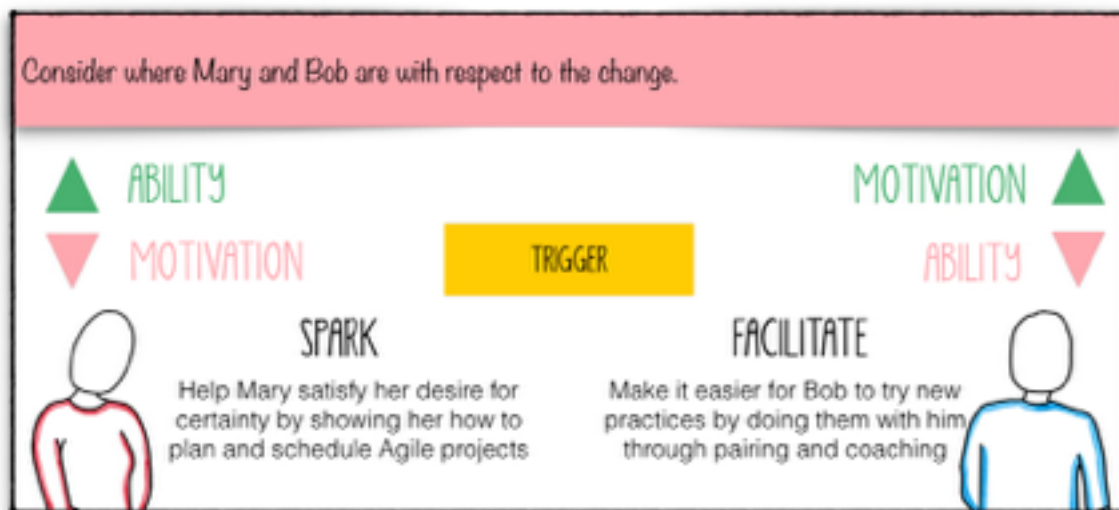 Consider where Mary and Bob are with respect to the change.
ABILITY
MOTIVATION
MOTIVATION
ABILITY
TRIGGER
SPARK
Help Mary satisfy her desire for
certainty by showing her how to
plan and schedule Agile projects
FACILITATE
Make it easier for Bob to try new
practices by doing them with him
through pairing and coaching